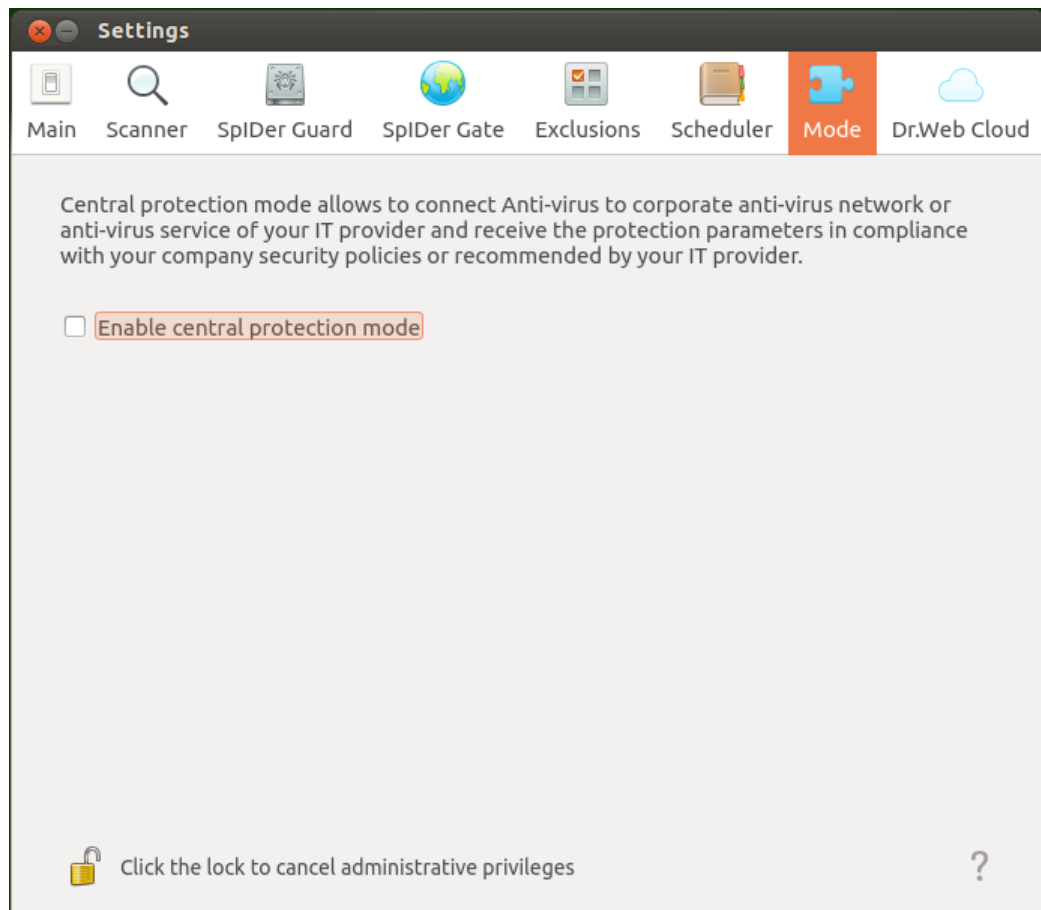 Settings
Main Scanner SpIDer Guard SpIDer Gate Exclusions Scheduler Mode Dr.Web Cloud
Central protection mode allows to connect Anti-virus to corporate anti-virus network or
anti-virus service of your IT provider and receive the protection parameters in compliance
with your company security policies or recommended by your IT provider.
Enable central protection mode
Click the lock to cancel administrative privileges ?